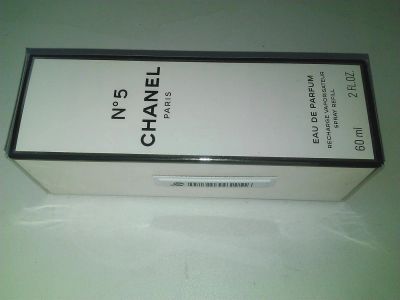 N°5
CHANEL
PARIS
EAU DE PARFUM
RECHARGE VAPORISATEUR
SPRAY REFILL
60 ml 2 FL.OZ.